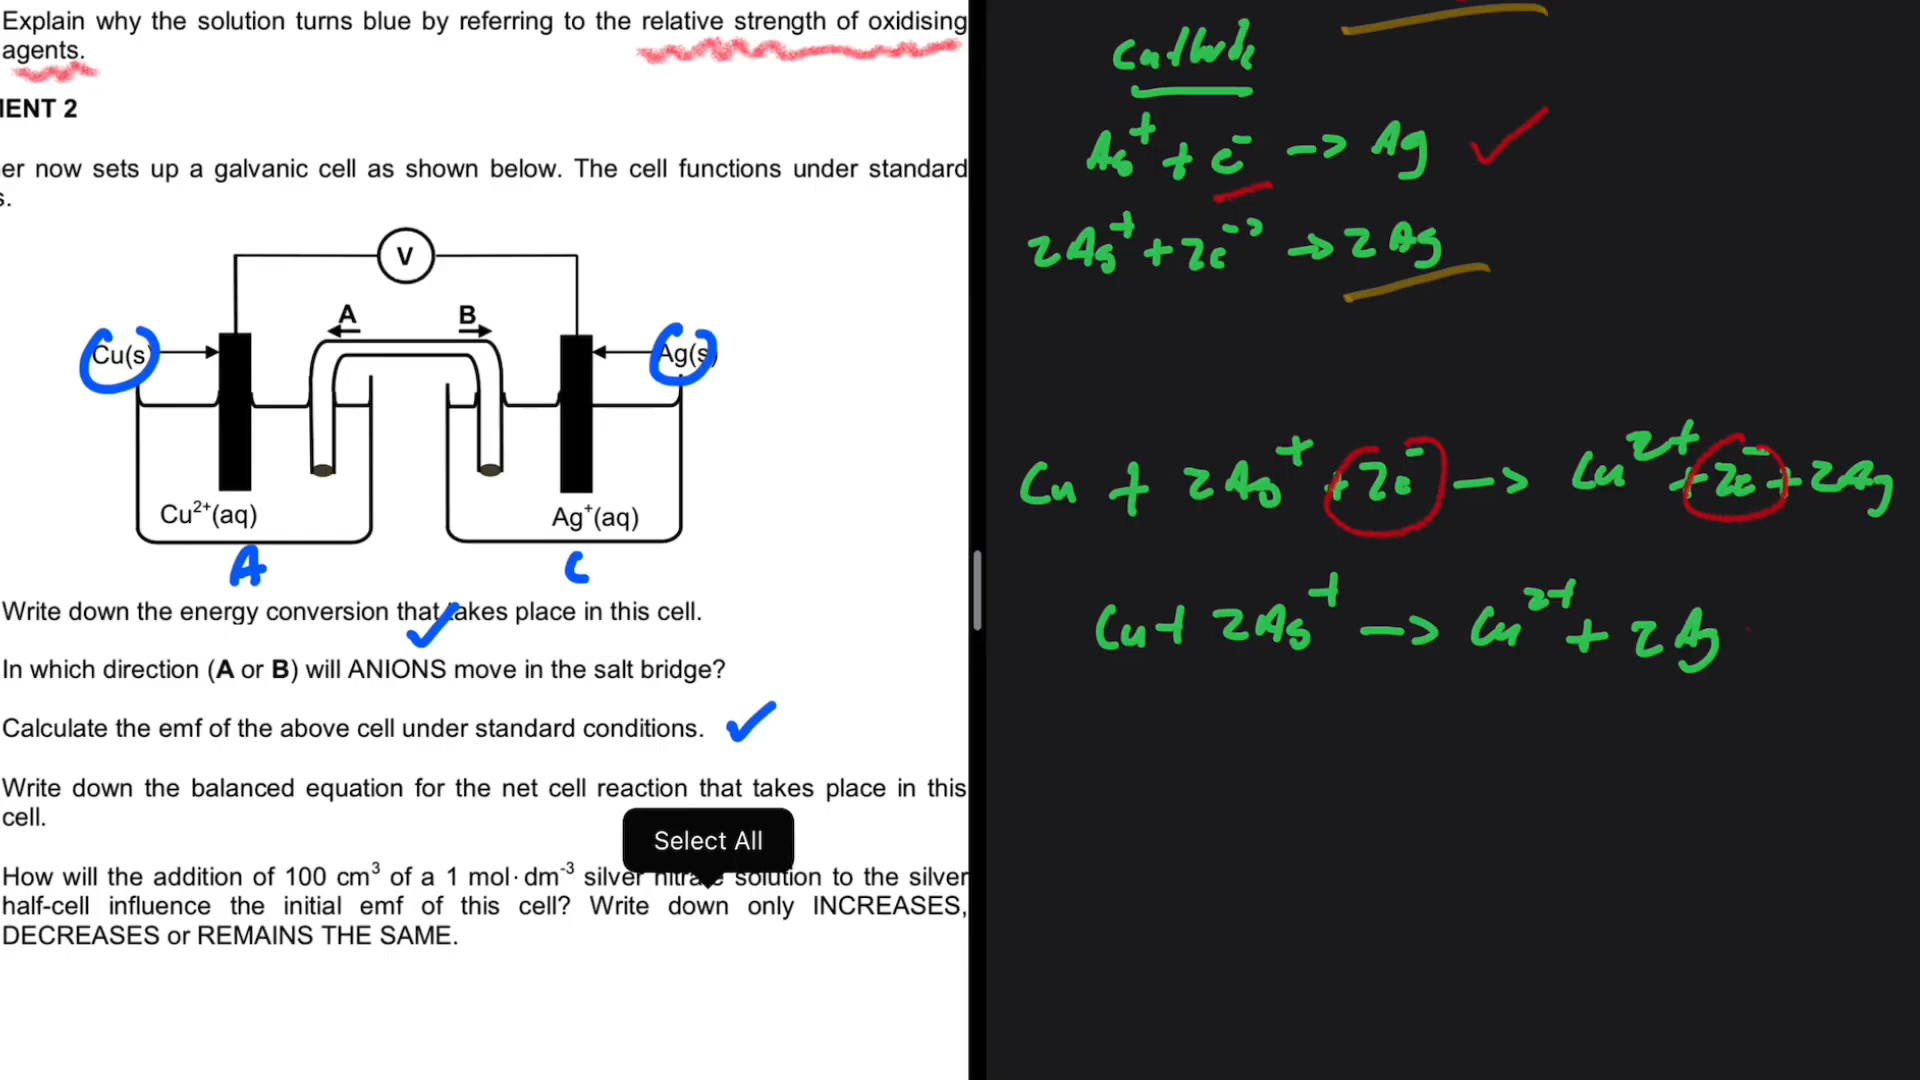 Explain why the solution turns blue by referring to the relative strength of oxidising
agents.
IENT 2
er now sets up a galvanic cell as shown below. The cell functions under standard
s.
V
A B
Cu(s) Ag(s)
Cu²⁺(aq) Ag⁺(aq)
A C
Write down the energy conversion that takes place in this cell.
In which direction (A or B) will ANIONS move in the salt bridge?
Calculate the emf of the above cell under standard conditions.
Write down the balanced equation for the net cell reaction that takes place in this
cell.
Select All
How will the addition of 100 cm³ of a 1 mol·dm⁻³ silver nitrate solution to the silver
half-cell influence the initial emf of this cell? Write down only INCREASES,
DECREASES or REMAINS THE SAME.
Cathode
Ag⁺ + e⁻ -> Ag
2Ag⁺ + 2e⁻ -> 2Ag
Cu + 2Ag⁺ + 2e⁻ -> Cu²⁺ + 2e⁻ + 2Ag
Cu + 2Ag⁺ -> Cu²⁺ + 2Ag